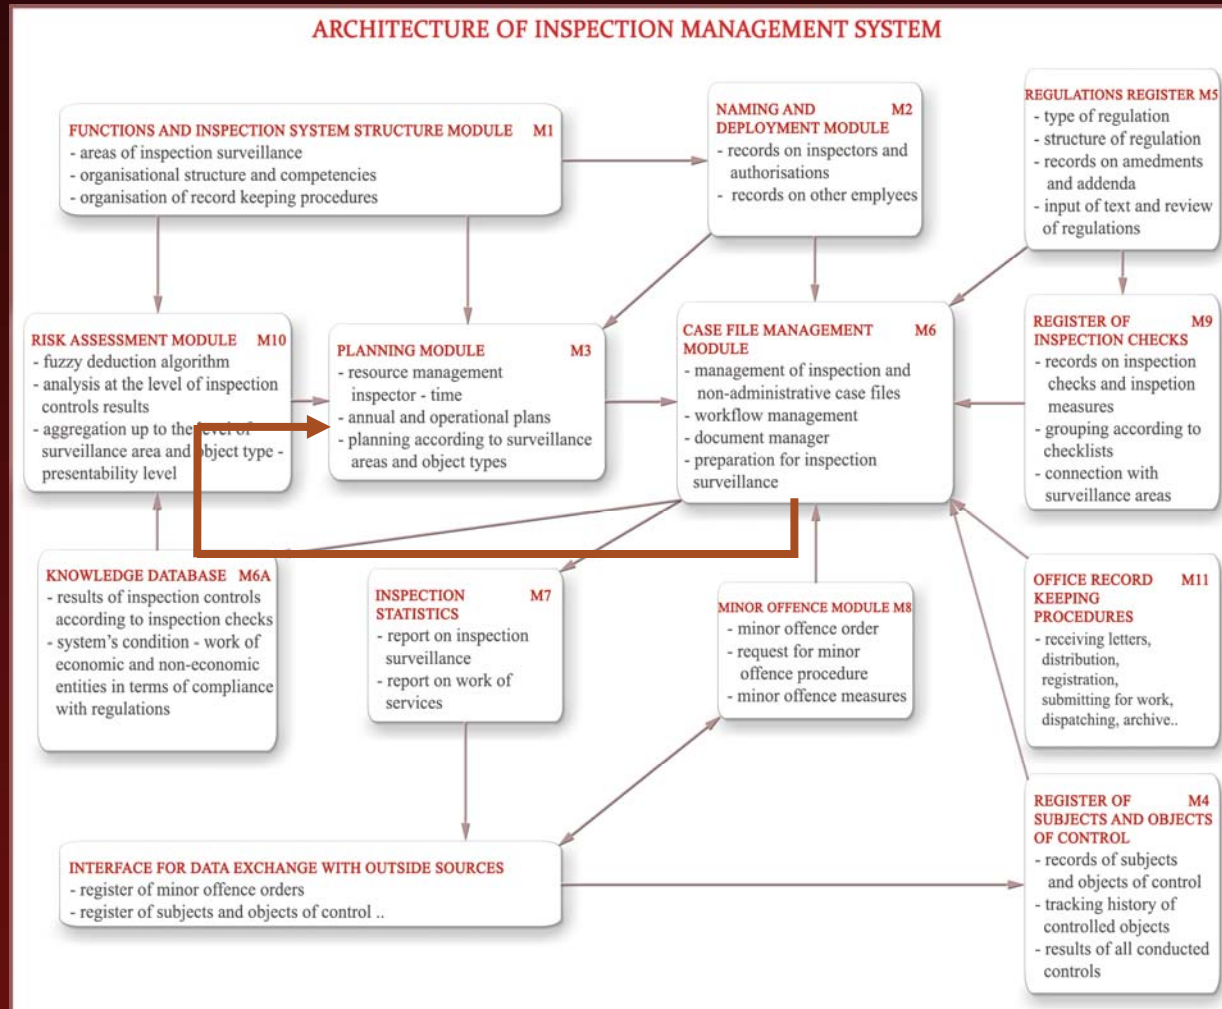 ARCHITECTURE OF INSPECTION MANAGEMENT SYSTEM
FUNCTIONS AND INSPECTION SYSTEM STRUCTURE MODULE M1
- areas of inspection surveillance
- organisational structure and competencies
- organisation of record keeping procedures
NAMING AND M2
DEPLOYMENT MODULE
- records on inspectors and
authorisations
- records on other emplyees
REGULATIONS REGISTER M5
- type of regulation
- structure of regulation
- records on amedments
and addenda
- input of text and review
of regulations
RISK ASSESSMENT MODULE M10
- fuzzy deduction algorithm
- analysis at the level of inspection
controls results
- aggregation up to the level of
surveillance area and object type -
presentability level
PLANNING MODULE M3
- resource management
inspector - time
- annual and operational plans
- planning according to surveillance
areas and object types
CASE FILE MANAGEMENT M6
MODULE
- management of inspection and
non-administrative case files
- workflow management
- document manager
- preparation for inspection
surveillance
REGISTER OF M9
INSPECTION CHECKS
- records on inspection
checks and inspetion
measures
- grouping according to
checklists
- connection with
surveillance areas
KNOWLEDGE DATABASE M6A
- results of inspection controls
according to inspection checks
- system's condition - work of
economic and non-economic
entities in terms of compliance
with regulations
INSPECTION M7
STATISTICS
- report on inspection
surveillance
- report on work of
services
MINOR OFFENCE MODULE M8
- minor offence order
- request for minor
offence procedure
- minor offence measures
OFFICE RECORD M11
KEEPING
PROCEDURES
- receiving letters,
distribution,
registration,
submitting for work,
dispatching, archive..
INTERFACE FOR DATA EXCHANGE WITH OUTSIDE SOURCES
- register of minor offence orders
- register of subjects and objects of control ..
REGISTER OF M4
SUBJECTS AND OBJECTS
OF CONTROL
- records of subjects
and objects of control
- tracking history of
controlled objects
- results of all conducted
controls